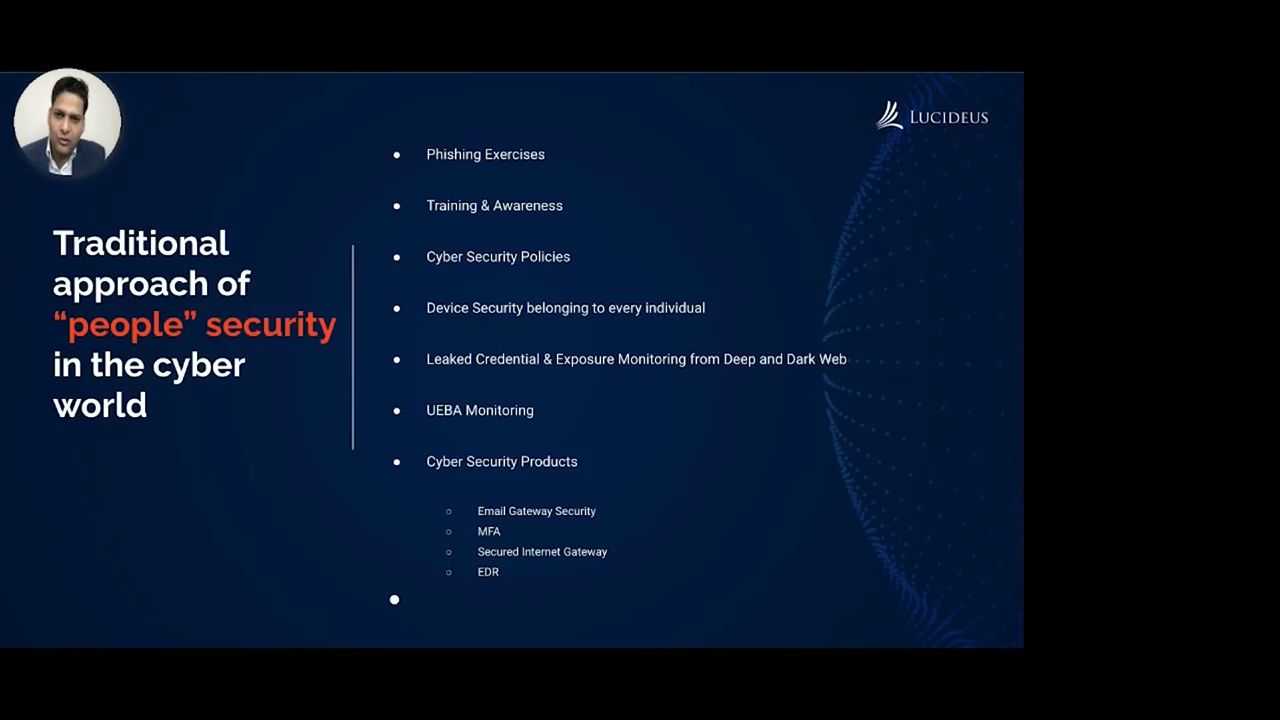 LUCIDEUS
Traditional
approach of
“people” security
in the cyber
world
Phishing Exercises
Training & Awareness
Cyber Security Policies
Device Security belonging to every individual
Leaked Credential & Exposure Monitoring from Deep and Dark Web
UEBA Monitoring
Cyber Security Products
Email Gateway Security
MFA
Secured Internet Gateway
EDR